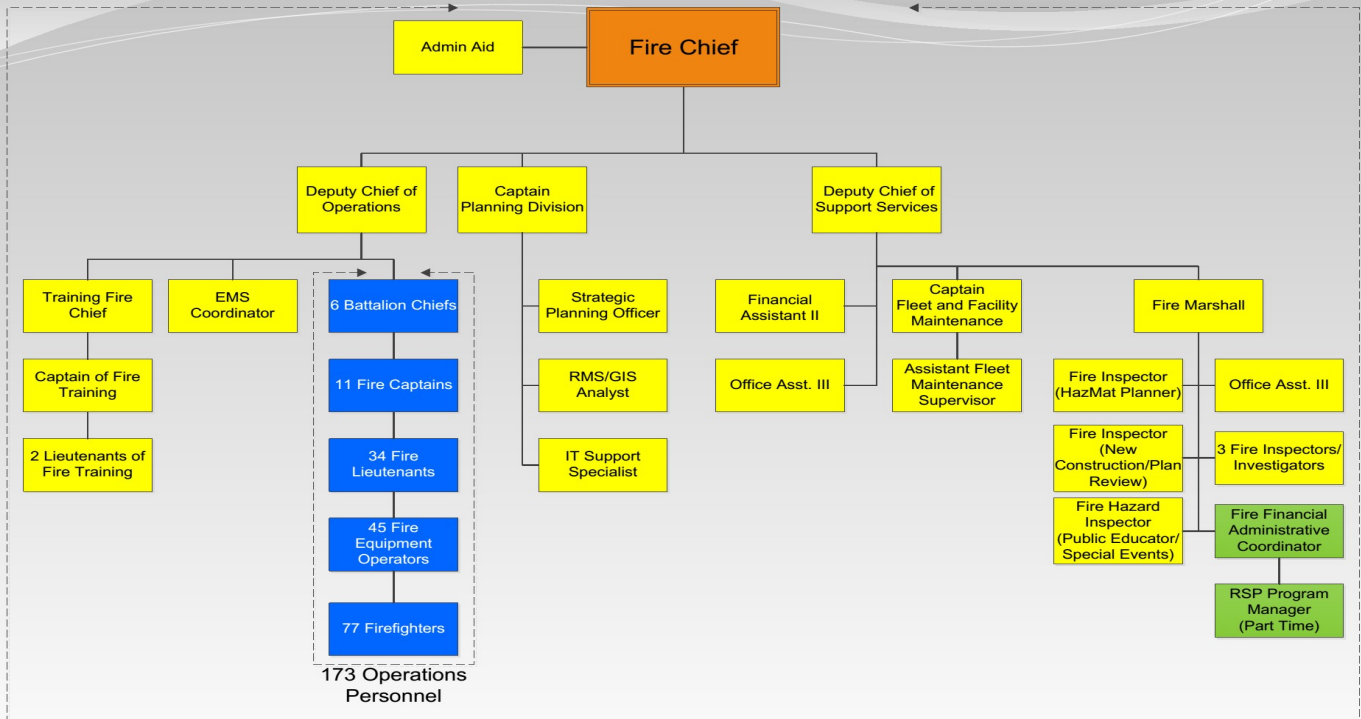 Admin Aid
Fire Chief
Deputy Chief of
Operations
Captain
Planning Division
Deputy Chief of
Support Services
Training Fire
Chief
EMS
Coordinator
6 Battalion Chiefs
Strategic
Planning Officer
Financial
Assistant II
Captain
Fleet and Facility
Maintenance
Fire Marshall
Captain of Fire
Training
11 Fire Captains
RMS/GIS
Analyst
Office Asst. III
Assistant Fleet
Maintenance
Supervisor
Fire Inspector
(HazMat Planner)
Office Asst. III
2 Lieutenants of
Fire Training
34 Fire
Lieutenants
IT Support
Specialist
Fire Inspector
(New
Construction/Plan
Review)
3 Fire Inspectors/
Investigators
45 Fire
Equipment
Operators
Fire Hazard
Inspector
(Public Educator/
Special Events)
Fire Financial
Administrative
Coordinator
77 Firefighters
RSP Program
Manager
(Part Time)
173 Operations
Personnel